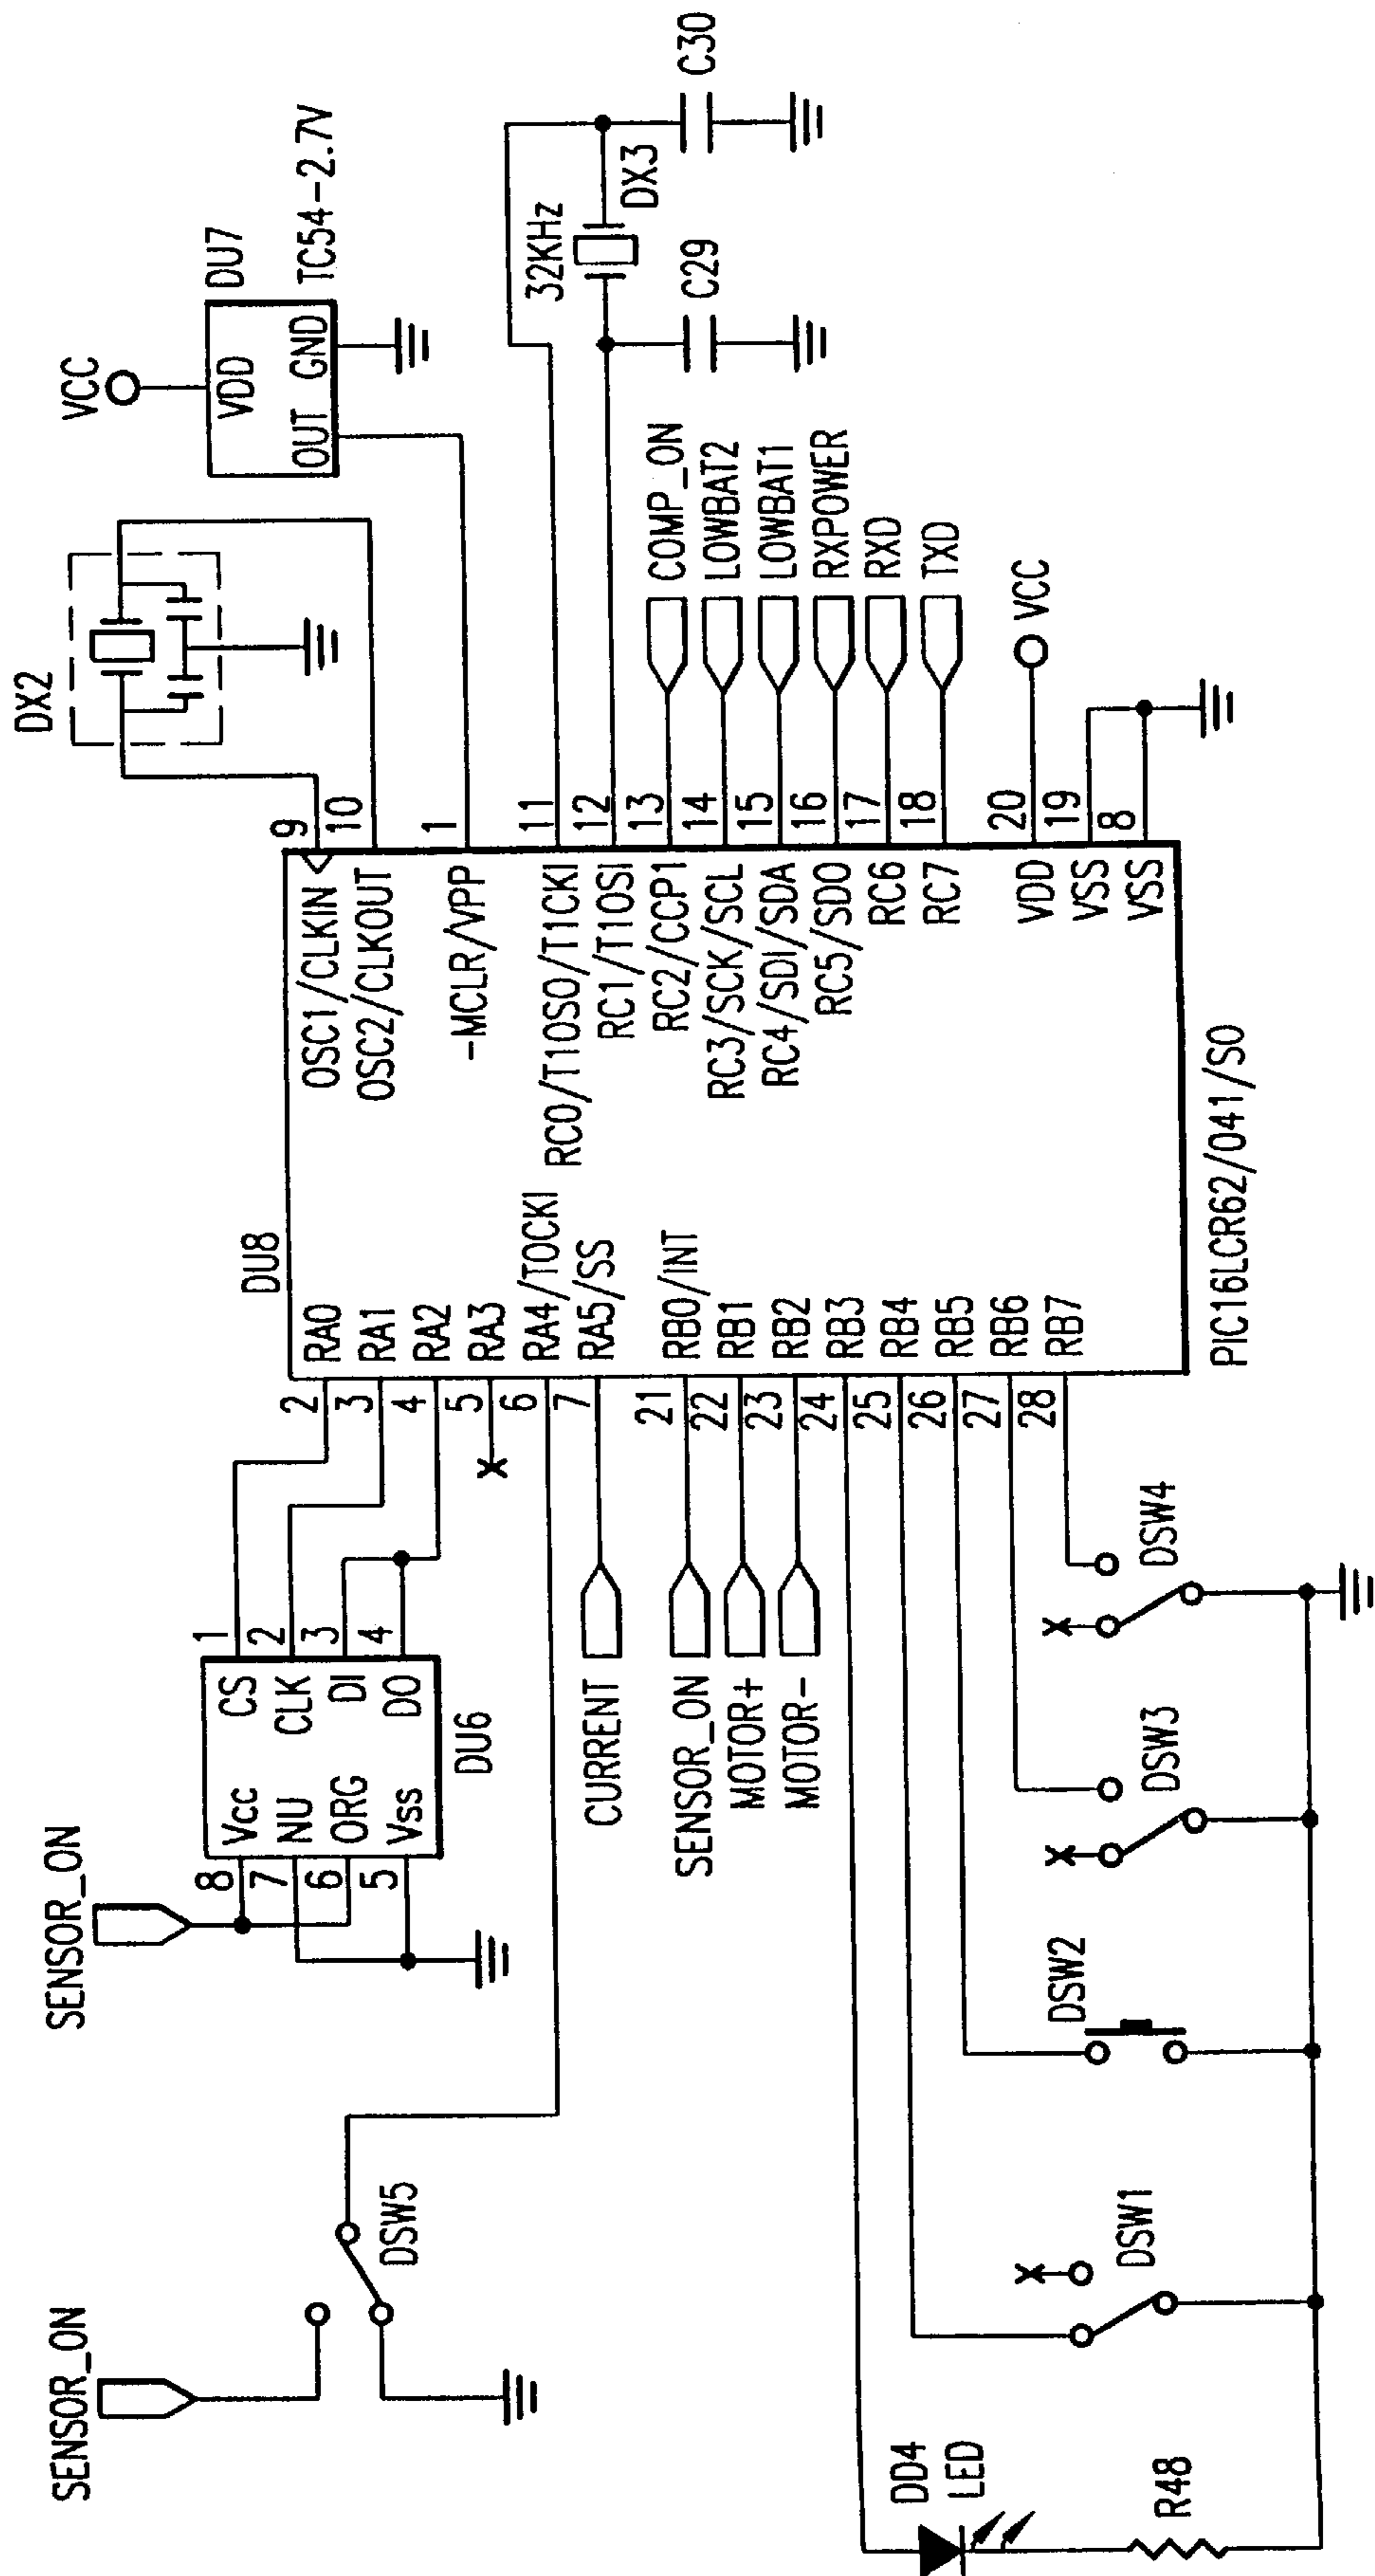 SENSOR_ON
DSW5
SENSOR_ON
8
7
6
5
Vcc
NU
ORG
Vss
CS
CLK
DI
DO
1
2
3
4
DU6
CURRENT
SENSOR_ON
MOTOR+
MOTOR-
DD4
LED
R48
DSW1
DSW2
DSW3
DSW4
2
3
4
5
6
7
21
22
23
24
25
26
27
28
DU8
RA0
RA1
RA2
RA3
RA4/TOCKI
RA5/SS
RB0/INT
RB1
RB2
RB3
RB4
RB5
RB6
RB7
PIC16LCR62/041/SO
OSC1/CLKIN
OSC2/CLKOUT
-MCLR/VPP
RC0/T1OSO/T1CKI
RC1/T1OSI
RC2/CCP1
RC3/SCK/SCL
RC4/SDI/SDA
RC5/SDO
RC6
RC7
VDD
VSS
VSS
9
10
1
11
12
13
14
15
16
17
18
20
19
8
DX2
VCC
VDD
OUT GND
DU7
TC54-2.7V
32KHz
DX3
C29
C30
COMP_ON
LOWBAT2
LOWBAT1
RXPOWER
RXD
TXD
VCC